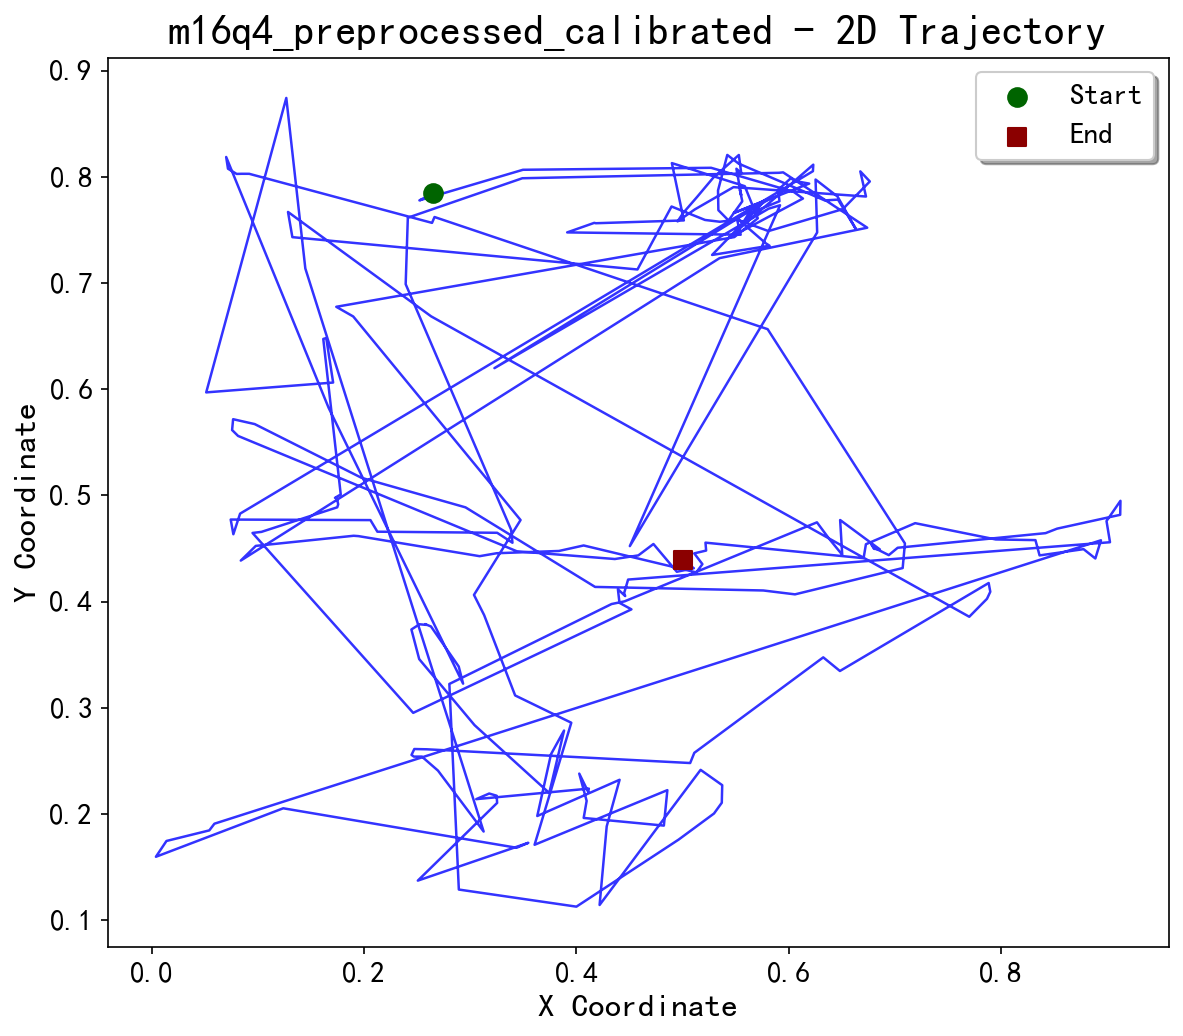 m16q4_preprocessed_calibrated - 2D Trajectory
Start
End
0.9
0.8
0.7
0.6
0.5
0.4
0.3
0.2
0.1
Y Coordinate
0.0 0.2 0.4 0.6 0.8
X Coordinate